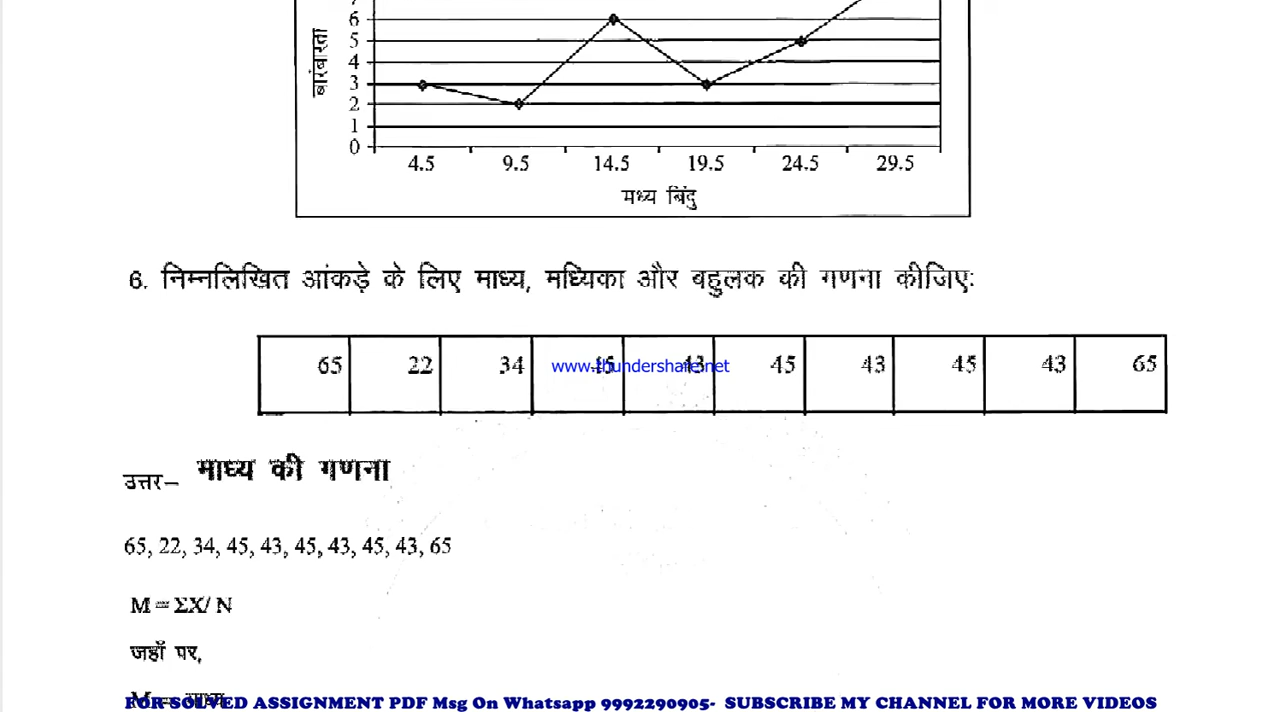 बारंबारता
6
5
4
3
2
1
0
4.5 9.5 14.5 19.5 24.5 29.5
मध्य बिंदु
6. निम्नलिखित आंकड़े के लिए माध्य, मध्यिका और बहुलक की गणना कीजिए:
65 22 34 45 43 45 43 45 43 65
www.thundershare.net
उत्तर– माध्य की गणना
65, 22, 34, 45, 43, 45, 43, 45, 43, 65
M = ΣX/ N
जहाँ पर,
FOR SOLVED ASSIGNMENT PDF Msg On Whatsapp 9992290905- SUBSCRIBE MY CHANNEL FOR MORE VIDEOS